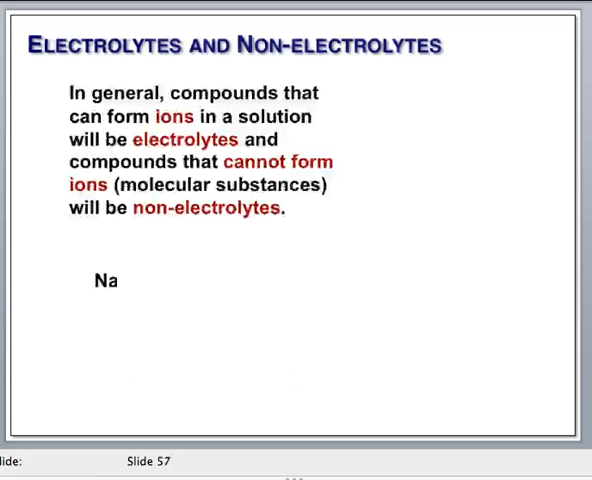 ELECTROLYTES AND NON-ELECTROLYTES
In general, compounds that
can form ions in a solution
will be electrolytes and
compounds that cannot form
ions (molecular substances)
will be non-electrolytes.
Na
lide: Slide 57